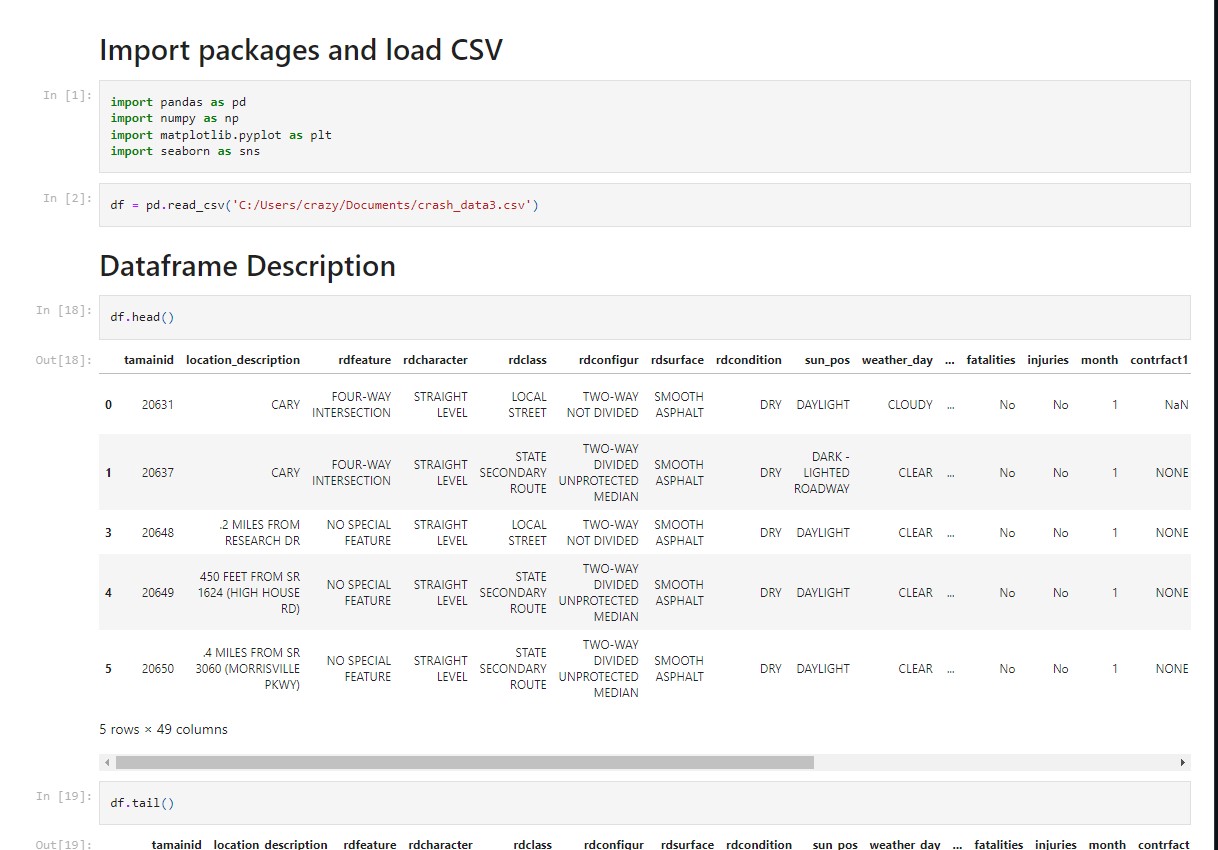 Import packages and load CSV
In [1]:
import pandas as pd
import numpy as np
import matplotlib.pyplot as plt
import seaborn as sns
In [2]:
df = pd.read_csv('C:/Users/crazy/Documents/crash_data3.csv')
Dataframe Description
In [18]:
df.head()
Out[18]:
tamainid location_description rdfeature rdcharacter rdclass rdconfigur rdsurface rdcondition sun_pos weather_day ... fatalities injuries month contrfact1
0 20631 CARY FOUR-WAY INTERSECTION STRAIGHT LEVEL LOCAL STREET TWO-WAY NOT DIVIDED SMOOTH ASPHALT DRY DAYLIGHT CLOUDY ... No No 1 NaN
1 20637 CARY FOUR-WAY INTERSECTION STRAIGHT LEVEL STATE SECONDARY ROUTE TWO-WAY DIVIDED UNPROTECTED MEDIAN SMOOTH ASPHALT DRY DARK - LIGHTED ROADWAY CLEAR ... No No 1 NONE
3 20648 .2 MILES FROM RESEARCH DR NO SPECIAL FEATURE STRAIGHT LEVEL LOCAL STREET TWO-WAY NOT DIVIDED SMOOTH ASPHALT DRY DAYLIGHT CLEAR ... No No 1 NONE
4 20649 450 FEET FROM SR 1624 (HIGH HOUSE RD) NO SPECIAL FEATURE STRAIGHT LEVEL STATE SECONDARY ROUTE TWO-WAY DIVIDED UNPROTECTED MEDIAN SMOOTH ASPHALT DRY DAYLIGHT CLEAR ... No No 1 NONE
5 20650 .4 MILES FROM SR 3060 (MORRISVILLE PKWY) NO SPECIAL FEATURE STRAIGHT LEVEL STATE SECONDARY ROUTE TWO-WAY DIVIDED UNPROTECTED MEDIAN SMOOTH ASPHALT DRY DAYLIGHT CLEAR ... No No 1 NONE
5 rows × 49 columns
In [19]:
df.tail()
Out[19]:
tamainid location_description rdfeature rdcharacter rdclass rdconfigur rdsurface rdcondition sun_pos weather_day ... fatalities injuries month contrfact